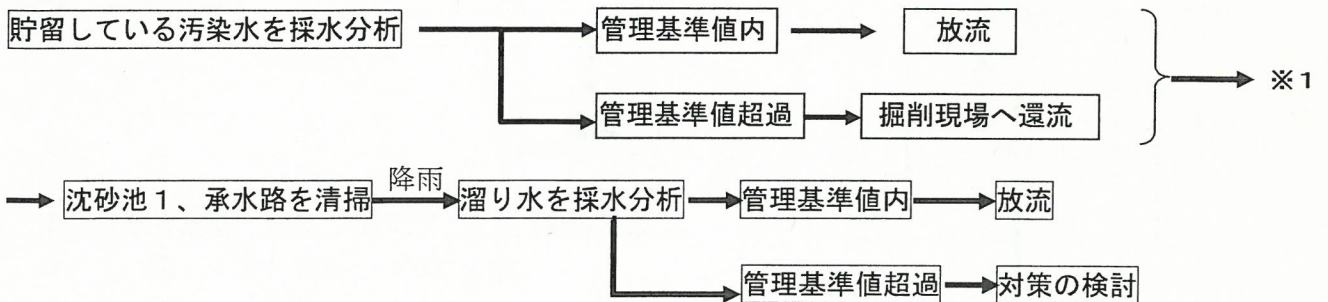 貯留している汚染水を採水分析 管理基準値内 放流
※1
管理基準値超過 掘削現場へ還流
沈砂池1、承水路を清掃 降雨 溜り水を採水分析 管理基準値内 放流
管理基準値超過 対策の検討